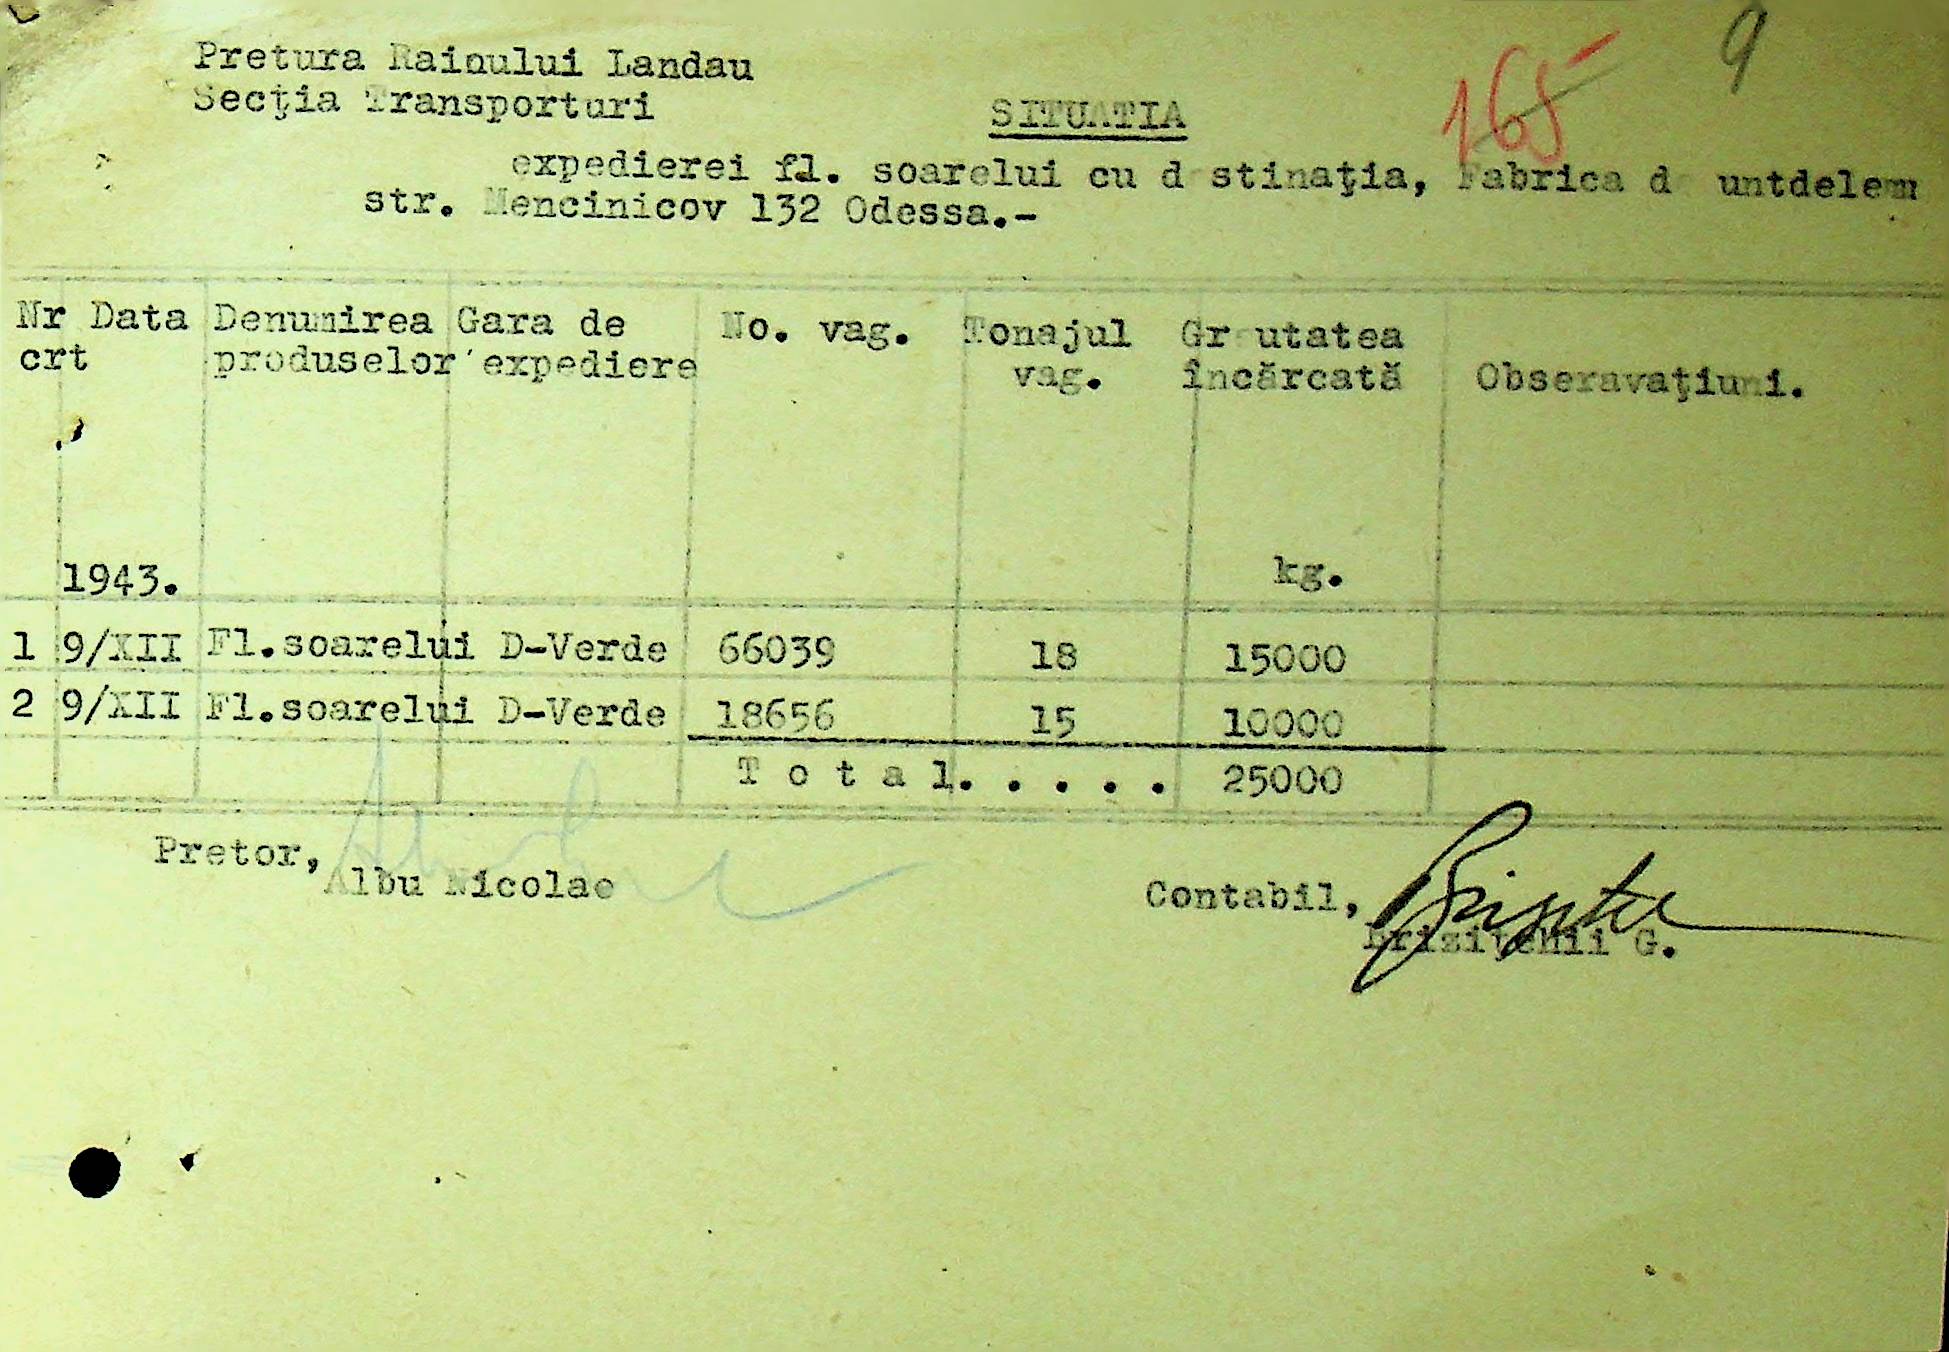 9
165
Pretura Rainului Landau
Secţia Transporturi
SITUATIA
expedierei fl. soarelui cu destinaţia, Fabrica de untdelemn
str. Mencinicov 132 Odessa.-
Nr crt Data Denumirea produselor Gara de expediere No. vag. Tonajul vag. Greutatea încărcată Obseravaţiuni.
1943. kg.
1 9/XII Fl.soarelui D-Verde 66039 18 15000
2 9/XII Fl.soarelui D-Verde 18656 15 10000
T o t a l. . . . . 25000
Pretor,
Albu Nicolae
Contabil,
G.